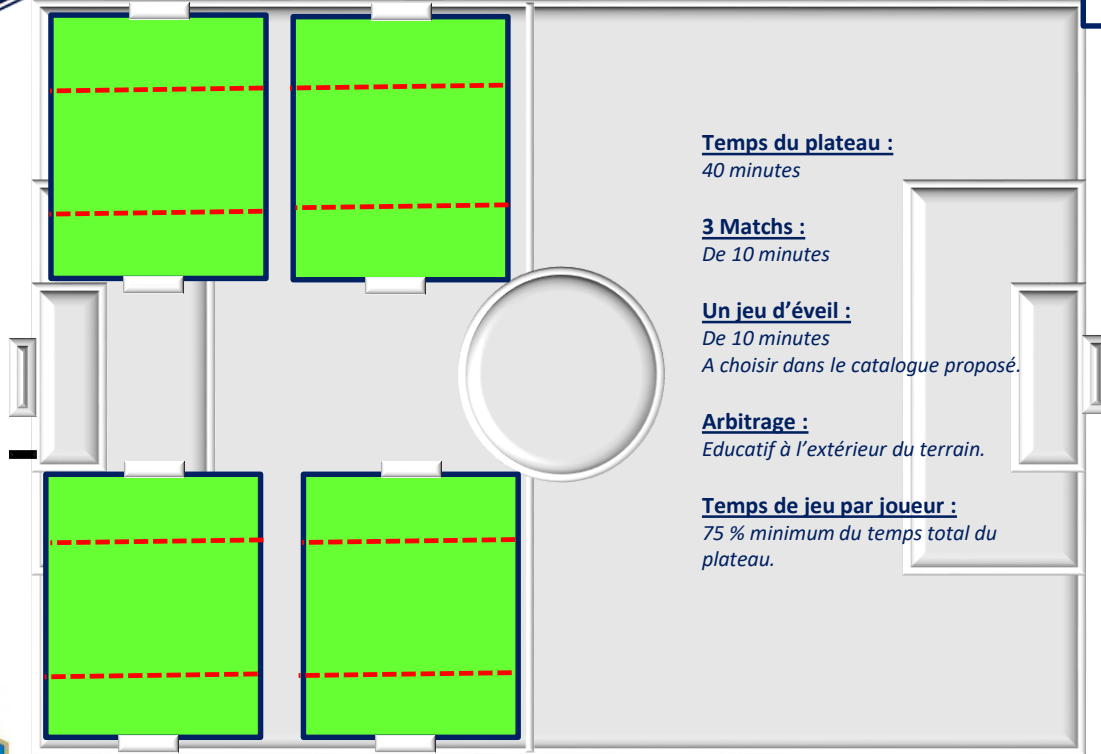 Temps du plateau :
40 minutes
3 Matchs :
De 10 minutes
Un jeu d’éveil :
De 10 minutes
A choisir dans le catalogue proposé.
Arbitrage :
Educatif à l’extérieur du terrain.
Temps de jeu par joueur :
75 % minimum du temps total du
plateau.